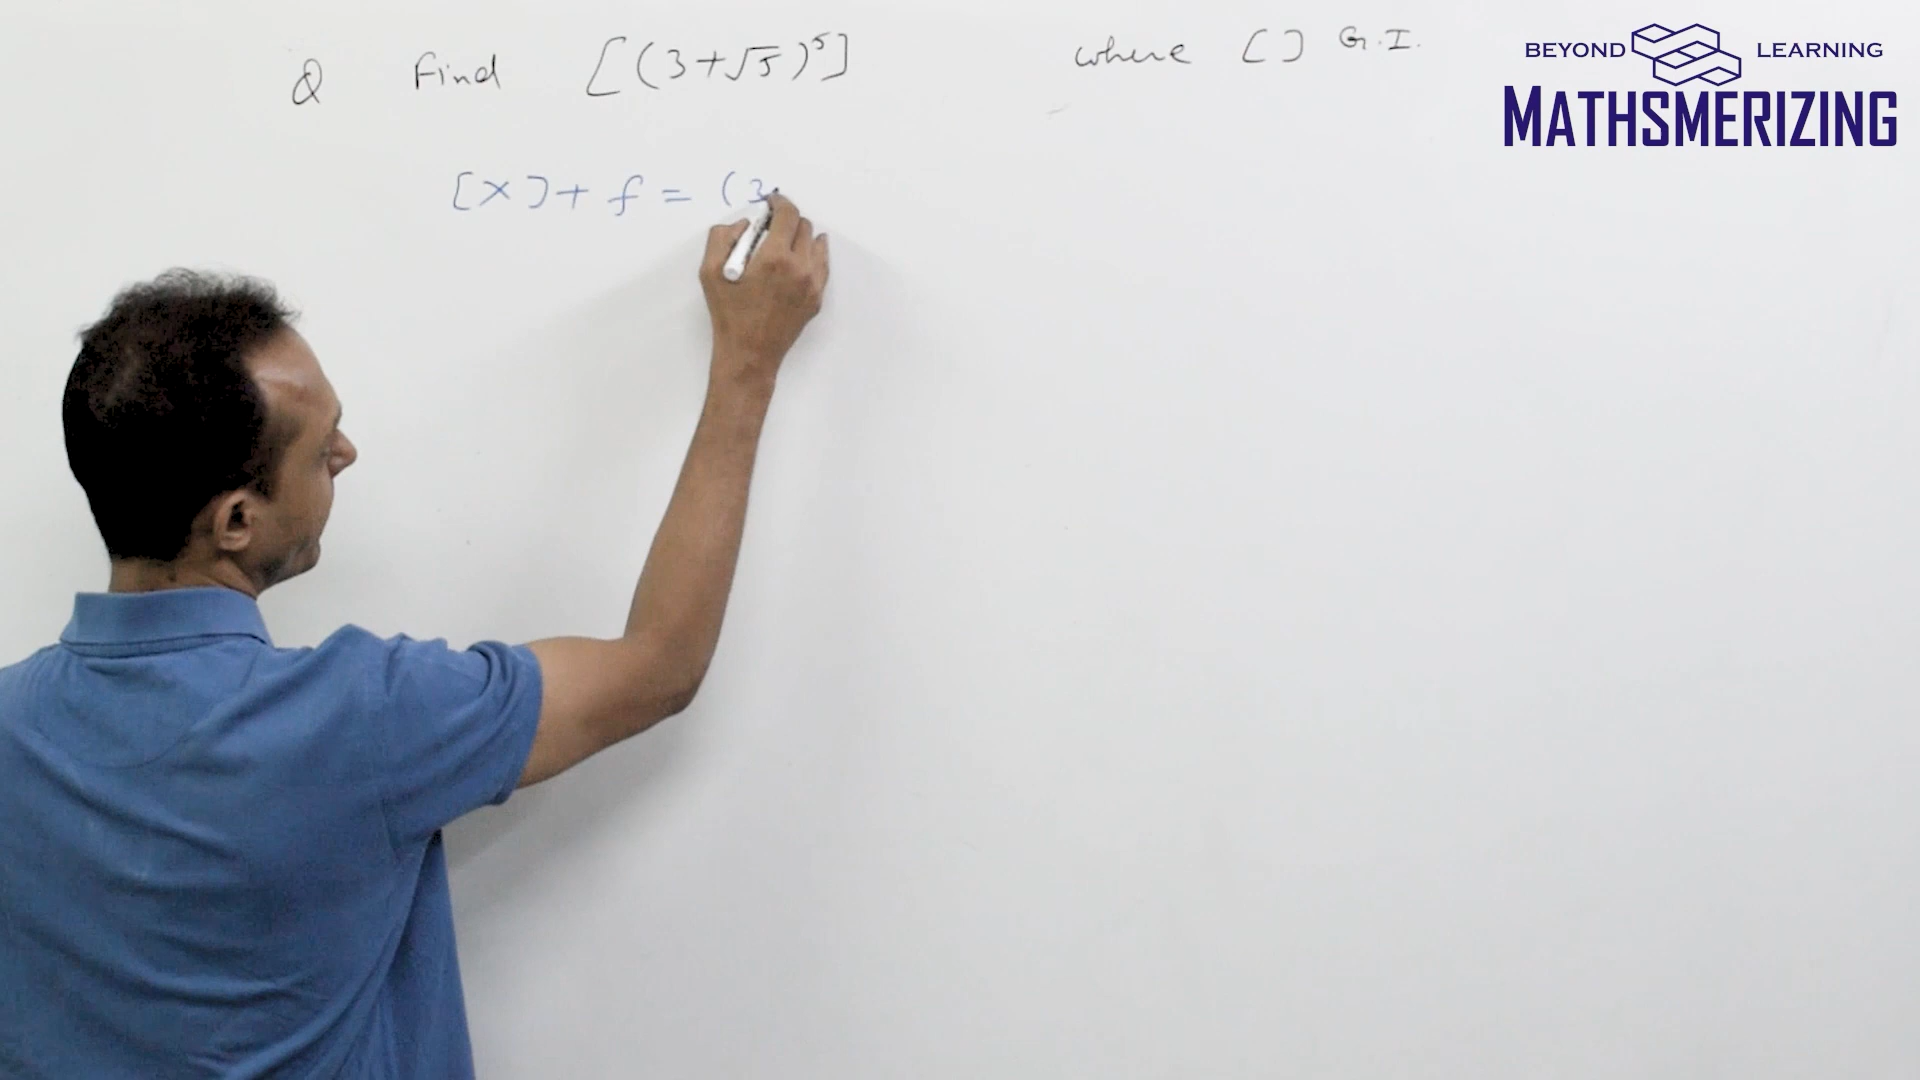 Q Find [(3+√5)⁵] where [] G.I.
BEYOND LEARNING
MATHSMERIZING
[x]+f=(3